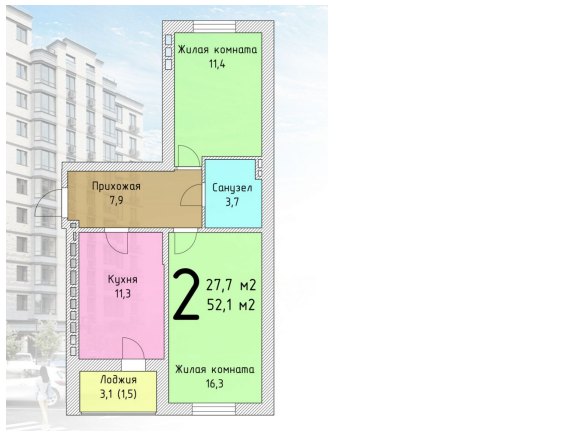 Жилая комната
11,4
Прихожая
7,9
Санузел
3,7
Кухня
11,3
2
27,7 м2
52,1 м2
Жилая комната
16,3
Лоджия
3,1 (1,5)